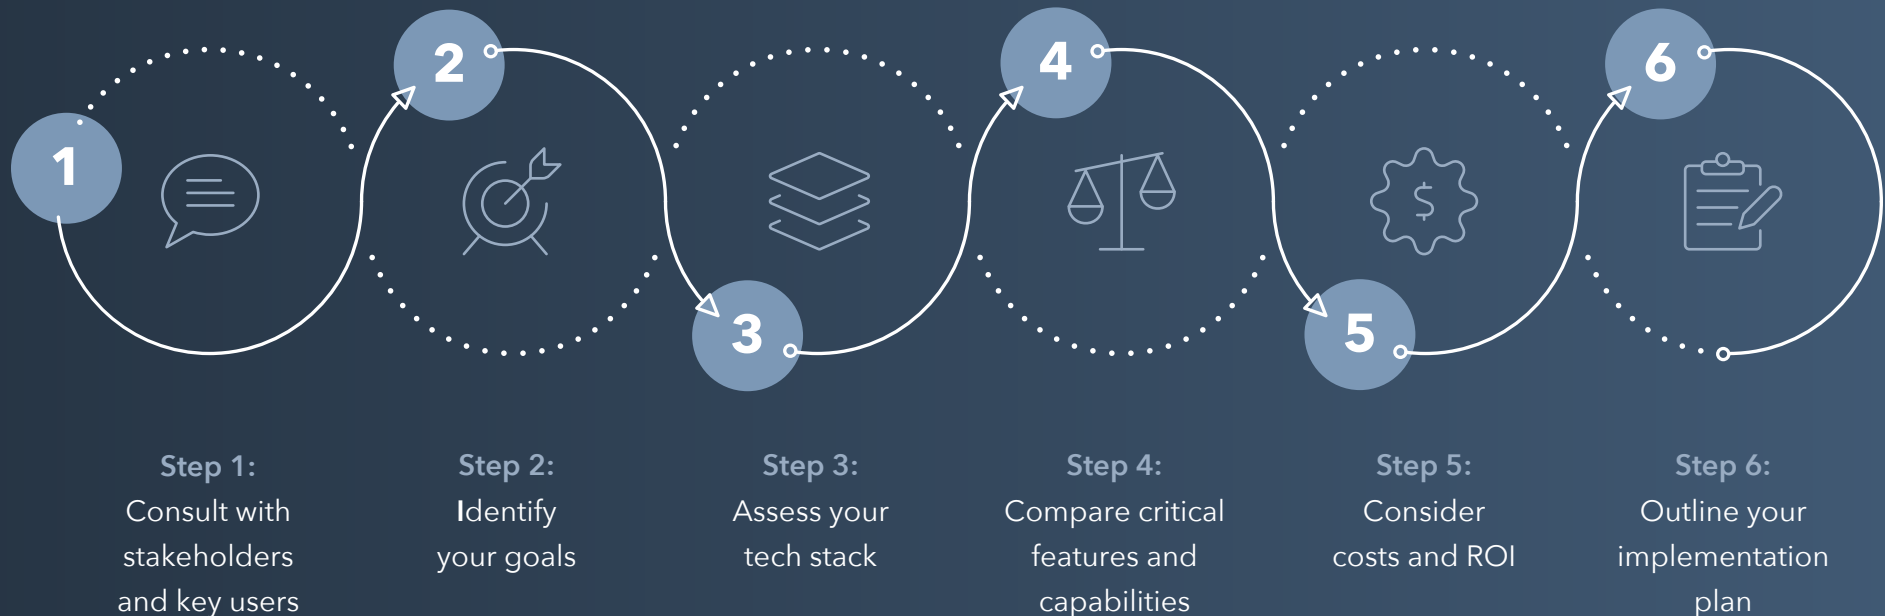 1
2
3
4
5
6
Step 1:
Consult with
stakeholders
and key users
Step 2:
Identify
your goals
Step 3:
Assess your
tech stack
Step 4:
Compare critical
features and
capabilities
Step 5:
Consider
costs and ROI
Step 6:
Outline your
implementation
plan
$